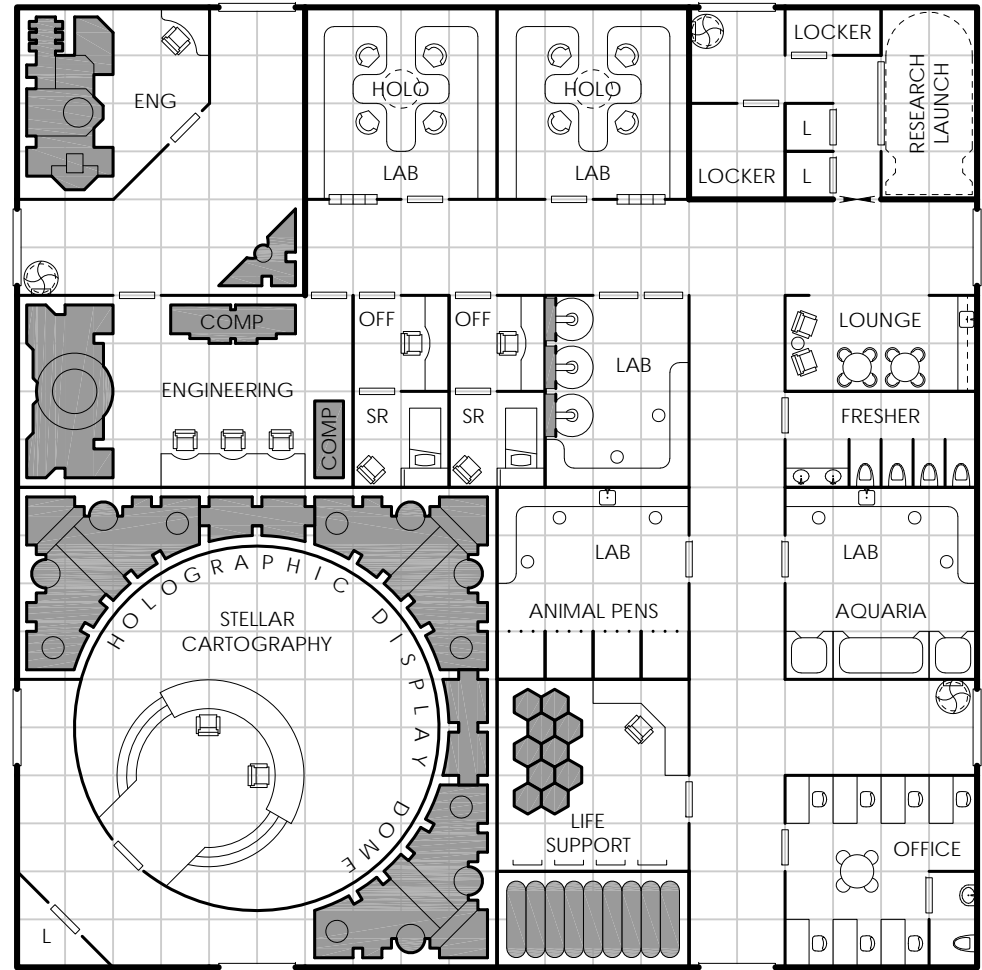 LOCKER
RESEARCH
LAUNCH
ENG
HOLO
HOLO
L
LAB
LAB
LOCKER
L
COMP
OFF
OFF
LOUNGE
LAB
ENGINEERING
SR
SR
FRESHER
COMP
HOLOGRAPHIC DISPLAY DOME
STELLAR
CARTOGRAPHY
LAB
LAB
ANIMAL PENS
AQUARIA
LIFE
SUPPORT
OFFICE
L